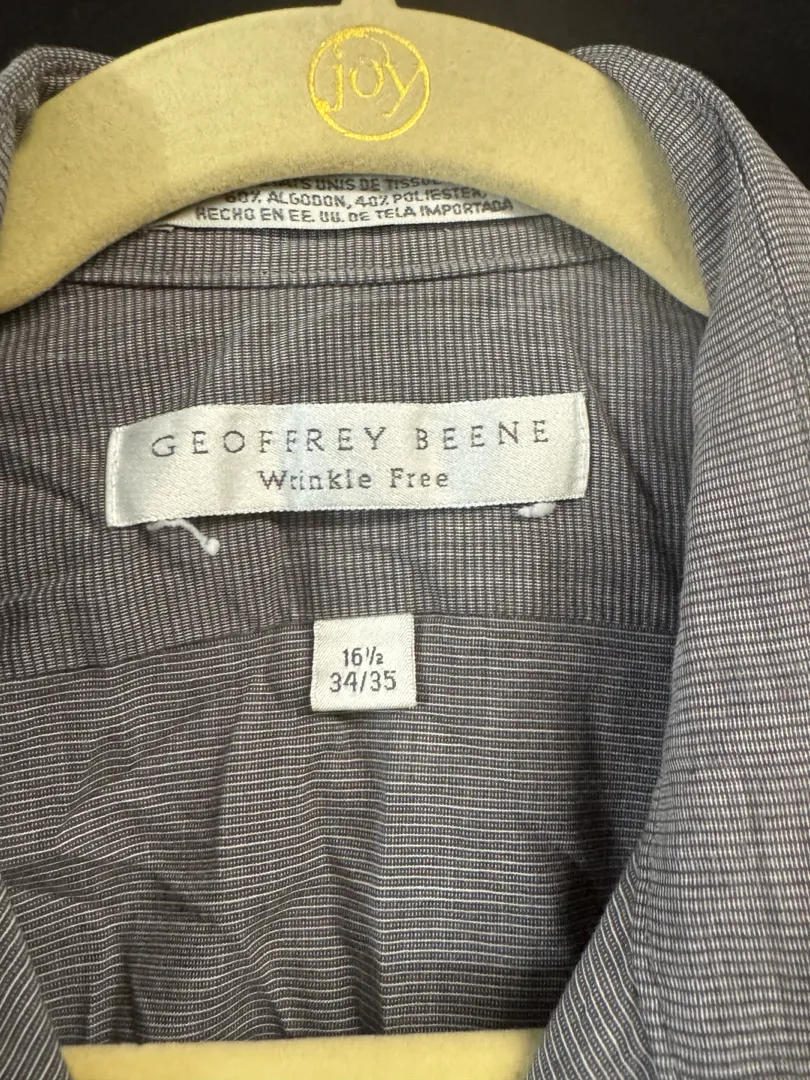 joy
UNIS DE TISSU
60% ALGODON, 40% POLIESTER,
HECHO EN EE. UU. DE TELA IMPORTADA
GEOFFREY BEENE
Wrinkle Free
16½
34/35